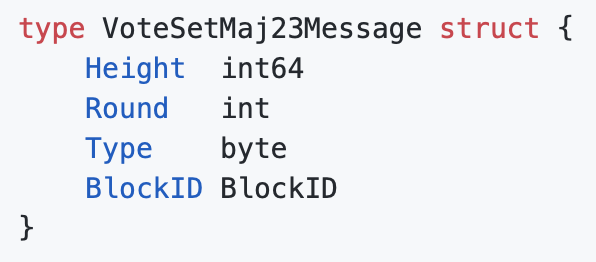 type VoteSetMaj23Message struct {
    Height  int64
    Round   int
    Type    byte
    BlockID BlockID
}